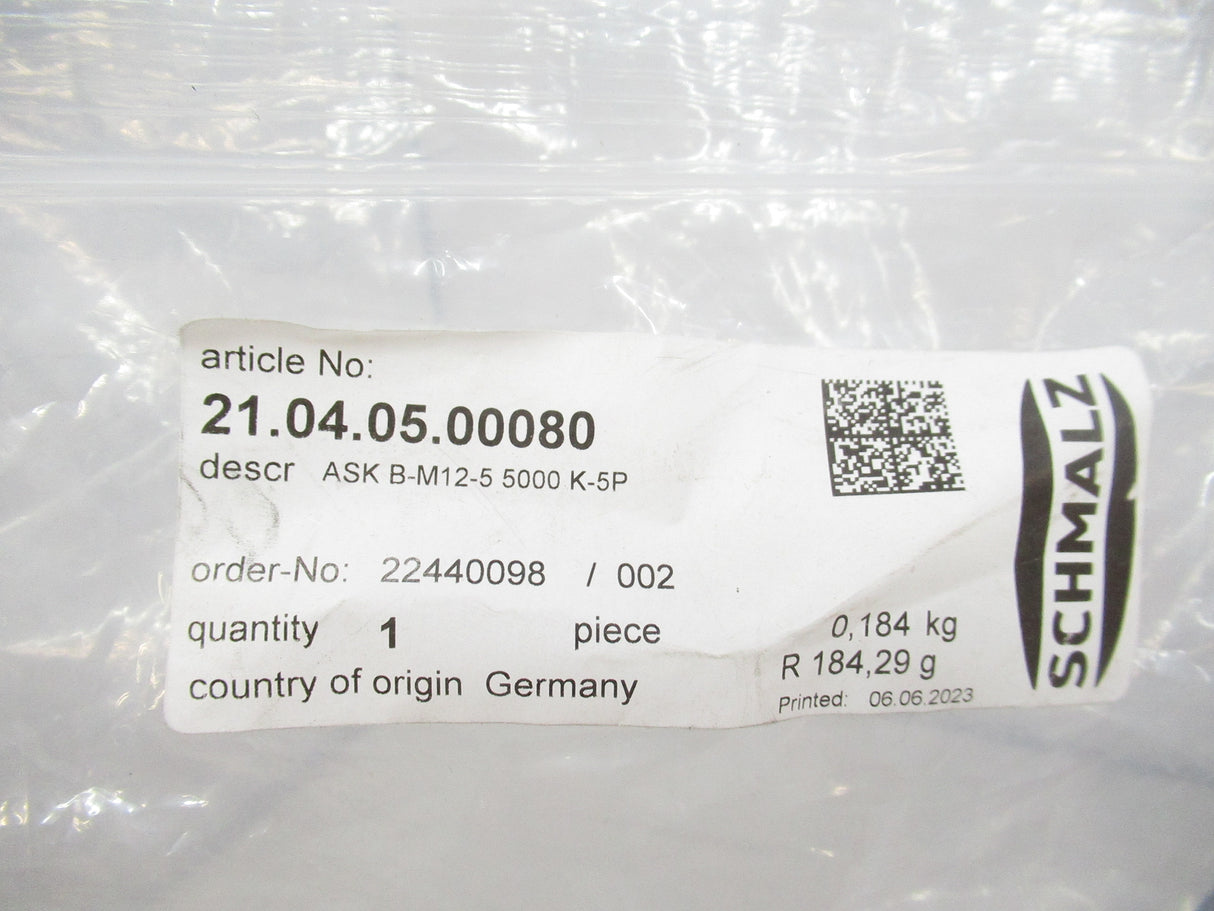 article No:
21.04.05.00080
descr ASK B-M12-5 5000 K-5P
order-No: 22440098 / 002
quantity 1 piece
0,184 kg
R 184,29 g
country of origin Germany
Printed: 06.06.2023
SCHMALZ